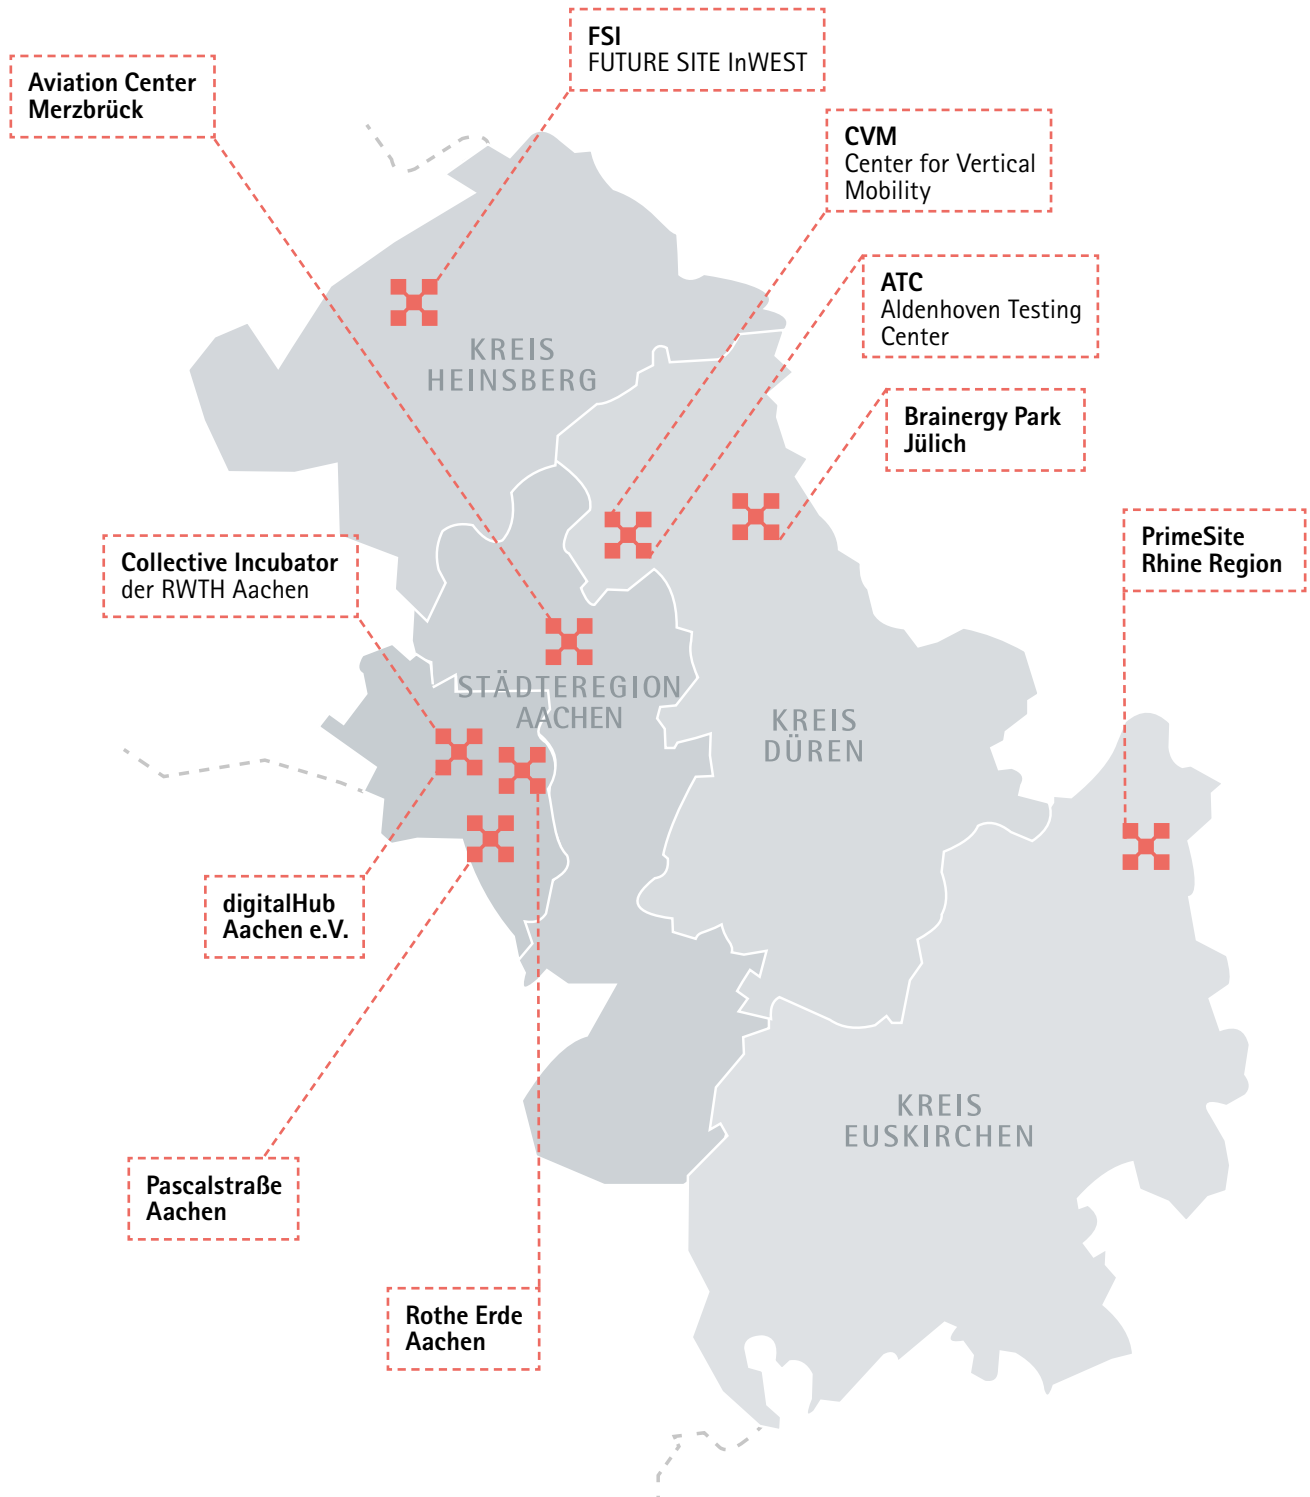 FSI
FUTURE SITE InWEST
Aviation Center
Merzbrück
CVM
Center for Vertical
Mobility
ATC
Aldenhoven Testing
Center
KREIS
HEINSBERG
Brainergy Park
Jülich
PrimeSite
Rhine Region
Collective Incubator
der RWTH Aachen
STÄDTEREGION
AACHEN
KREIS
DÜREN
digitalHub
Aachen e.V.
KREIS
EUSKIRCHEN
Pascalstraße
Aachen
Rothe Erde
Aachen